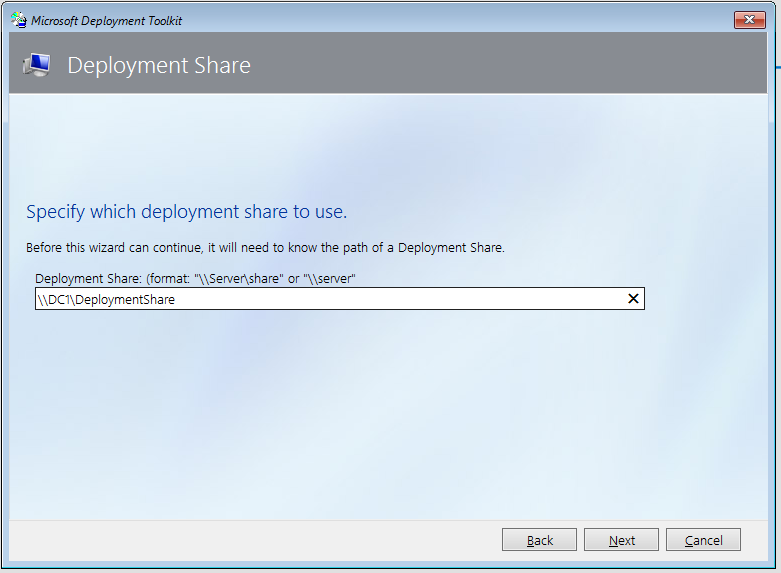 Microsoft Deployment Toolkit
Deployment Share
Specify which deployment share to use.
Before this wizard can continue, it will need to know the path of a Deployment Share.
Deployment Share: (format: "\\Server\share" or "\\server"
\\DC1\DeploymentShare
Back Next Cancel